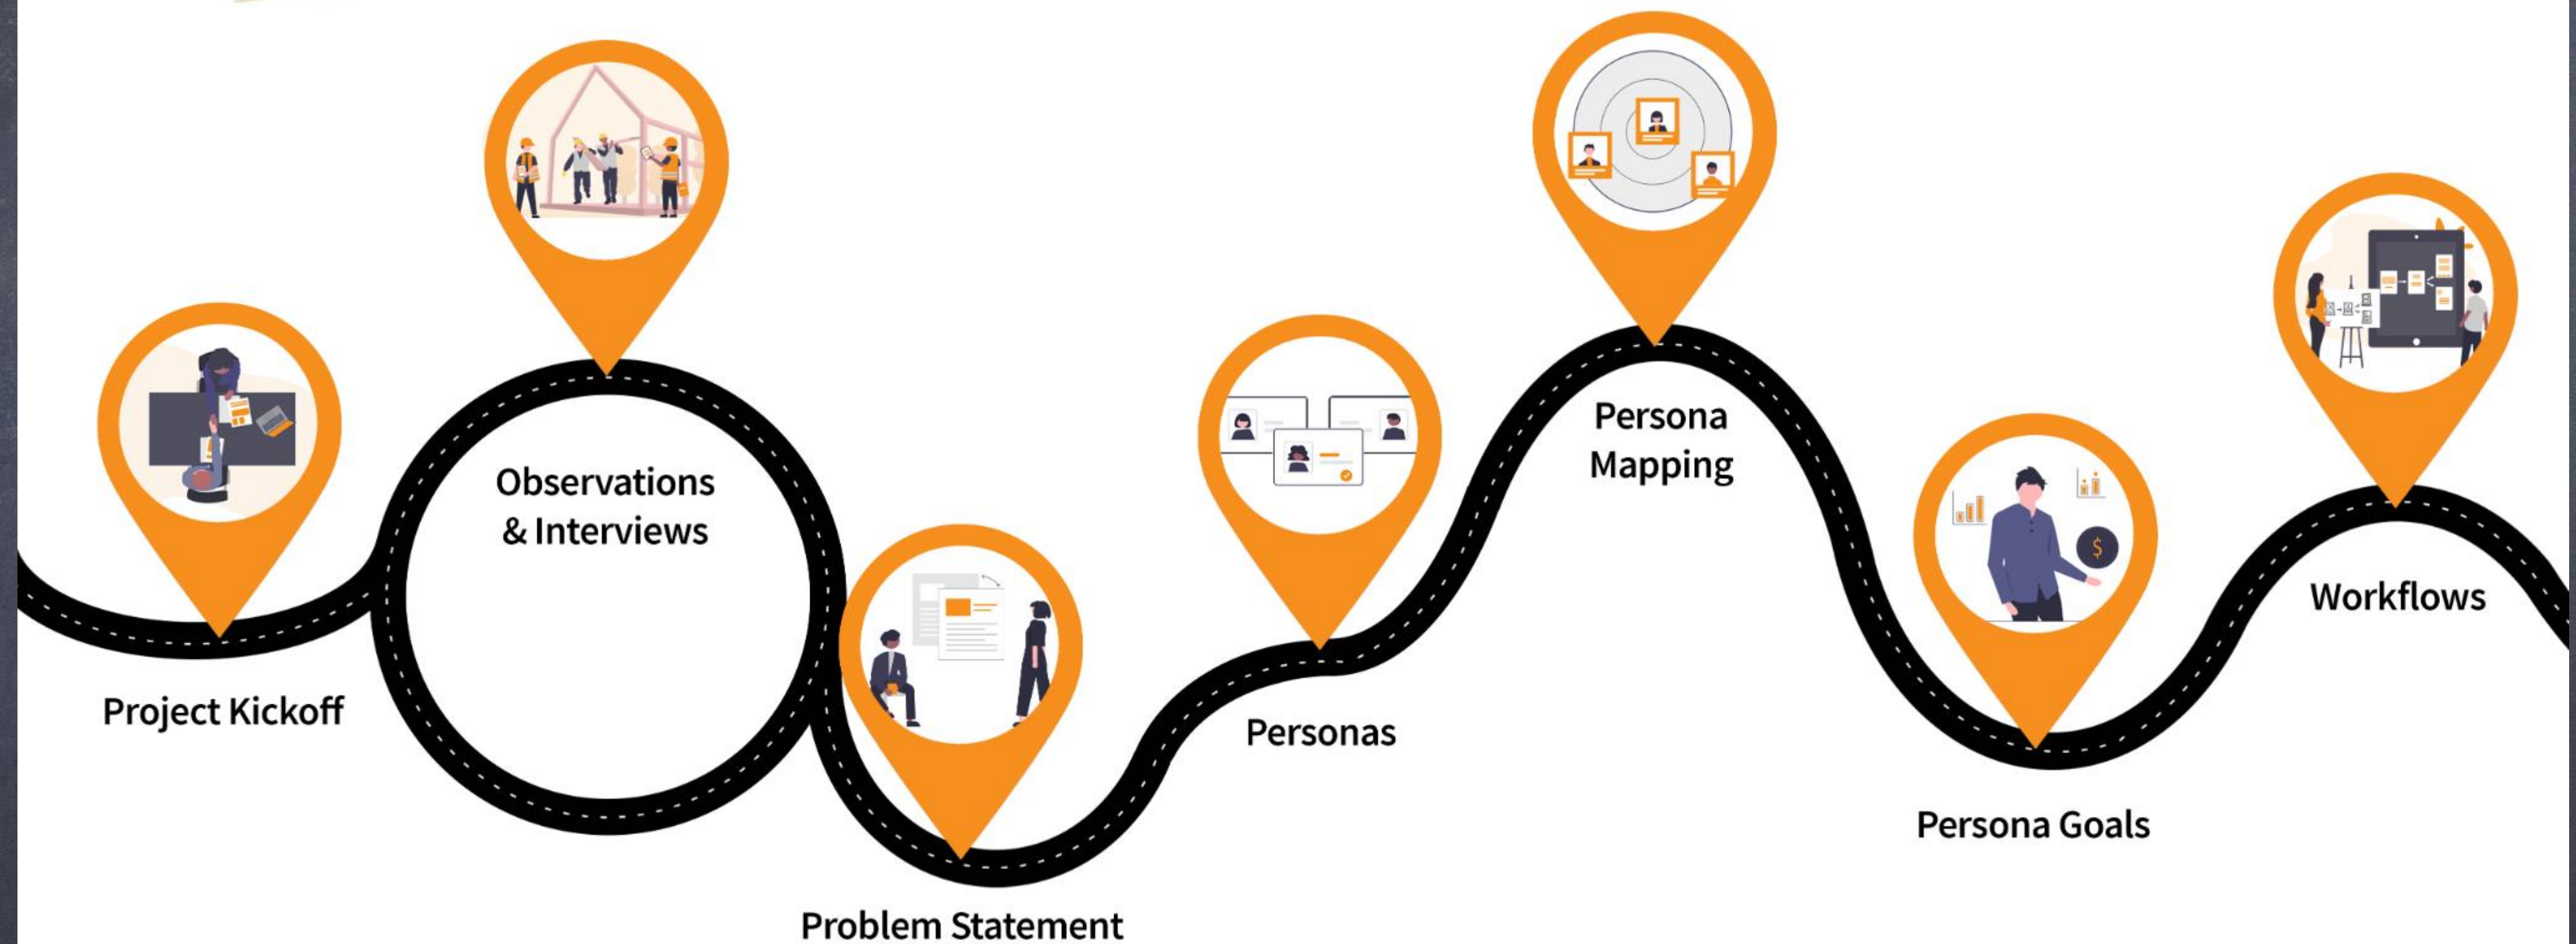 Project Kickoff
Observations
& Interviews
Problem Statement
Personas
Persona
Mapping
$
Persona Goals
Workflows